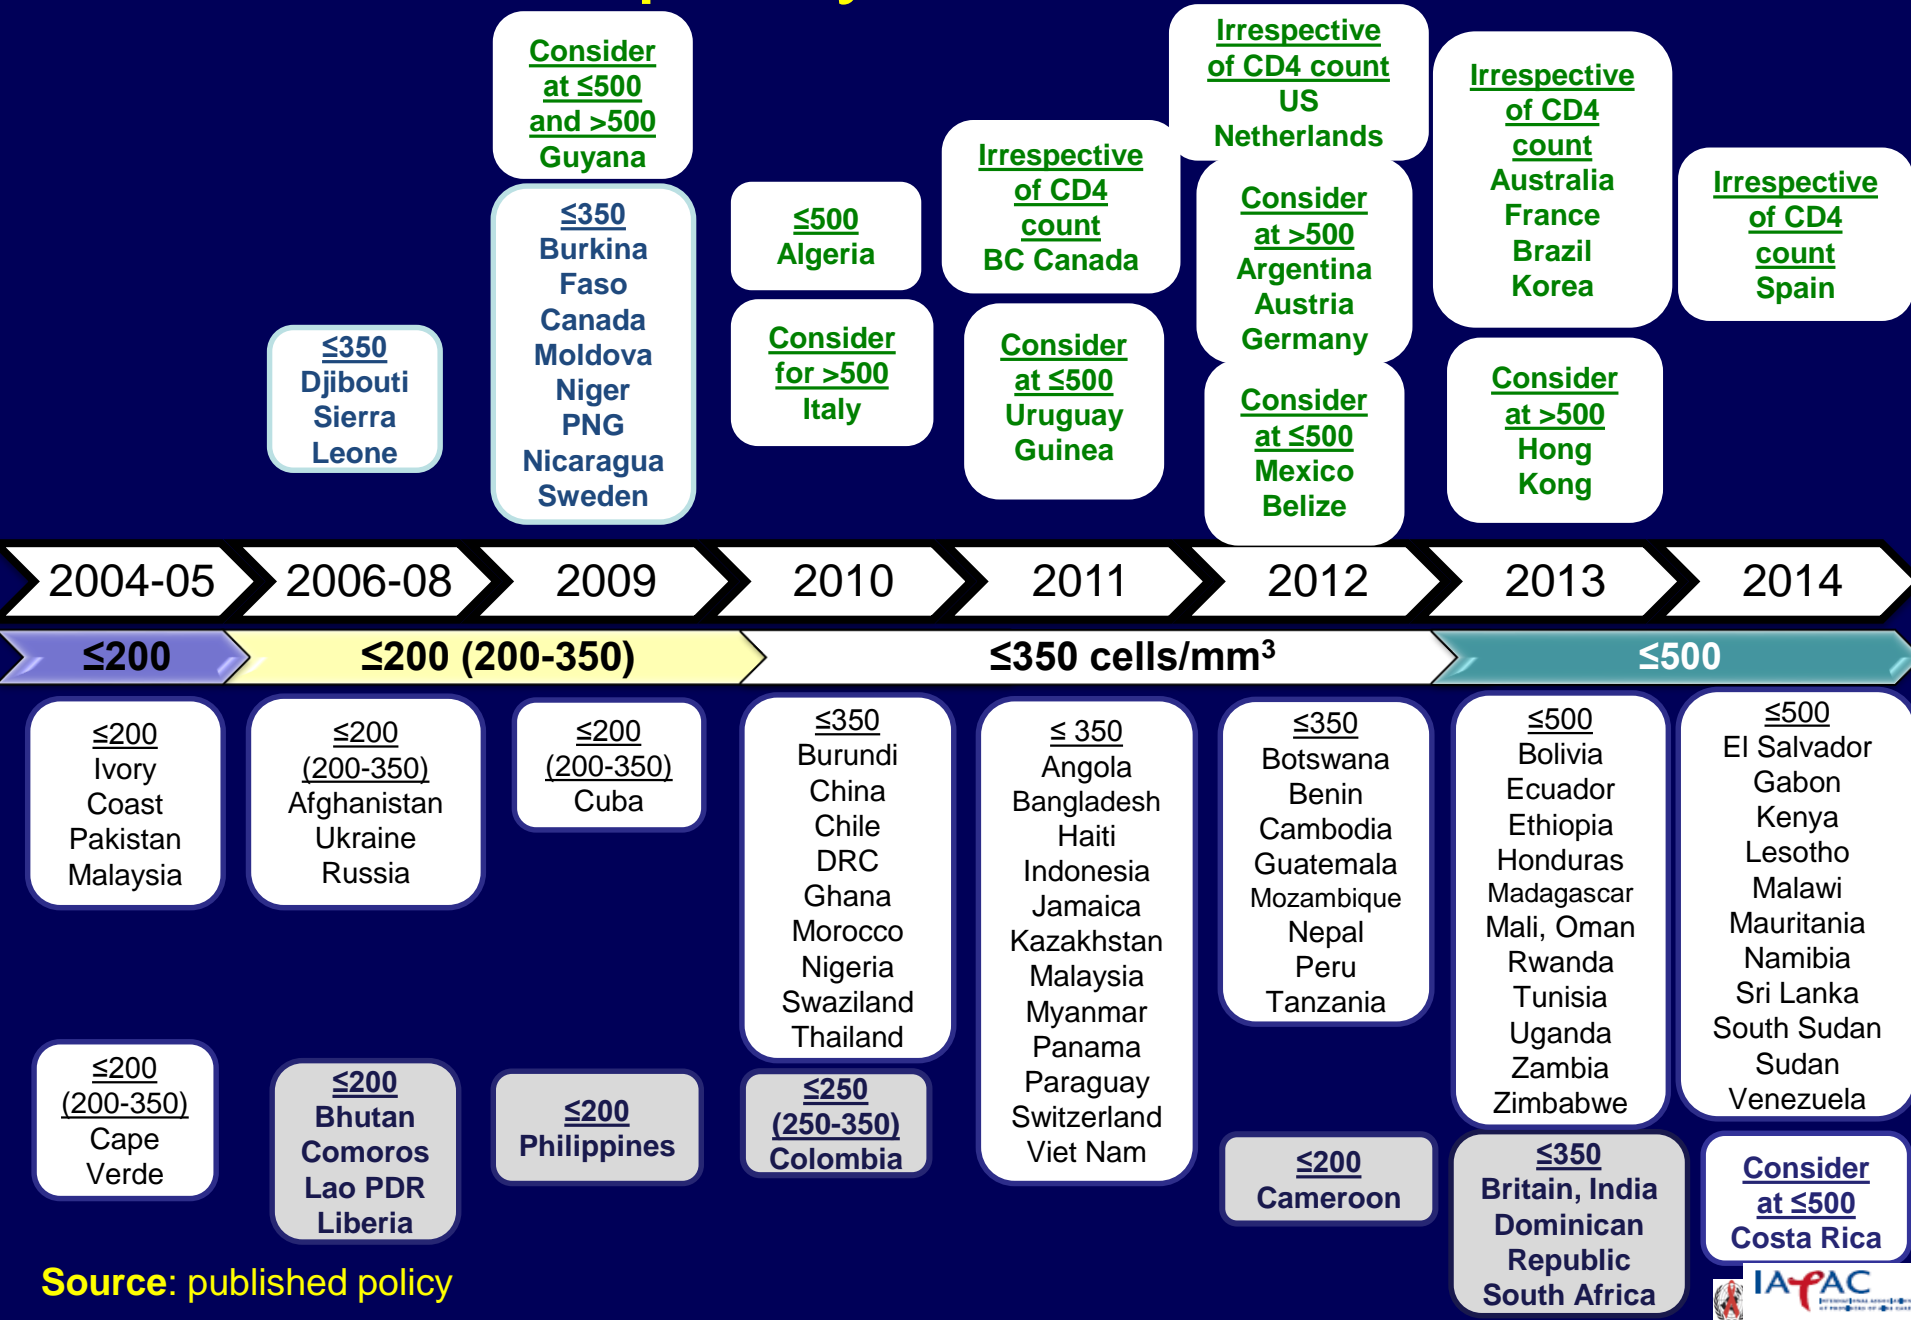 Consider
at ≤500
and >500
Guyana
≤350
Burkina
Faso
Canada
Moldova
Niger
PNG
Nicaragua
Sweden
≤350
Djibouti
Sierra
Leone
≤500
Algeria
Consider
for >500
Italy
Irrespective
of CD4
count
BC Canada
Consider
at ≤500
Uruguay
Guinea
Irrespective
of CD4 count
US
Netherlands
Consider
at >500
Argentina
Austria
Germany
Consider
at ≤500
Mexico
Belize
Irrespective
of CD4
count
Australia
France
Brazil
Korea
Consider
at >500
Hong
Kong
Irrespective
of CD4
count
Spain
2004-05 2006-08 2009 2010 2011 2012 2013 2014
≤200 ≤200 (200-350) ≤350 cells/mm³ ≤500
≤200
Ivory
Coast
Pakistan
Malaysia
≤200
(200-350)
Cape
Verde
≤200
(200-350)
Afghanistan
Ukraine
Russia
≤200
Bhutan
Comoros
Lao PDR
Liberia
≤200
(200-350)
Cuba
≤200
Philippines
≤350
Burundi
China
Chile
DRC
Ghana
Morocco
Nigeria
Swaziland
Thailand
≤250
(250-350)
Colombia
≤ 350
Angola
Bangladesh
Haiti
Indonesia
Jamaica
Kazakhstan
Malaysia
Myanmar
Panama
Paraguay
Switzerland
Viet Nam
≤350
Botswana
Benin
Cambodia
Guatemala
Mozambique
Nepal
Peru
Tanzania
≤200
Cameroon
≤500
Bolivia
Ecuador
Ethiopia
Honduras
Madagascar
Mali, Oman
Rwanda
Tunisia
Uganda
Zambia
Zimbabwe
≤350
Britain, India
Dominican
Republic
South Africa
≤500
El Salvador
Gabon
Kenya
Lesotho
Malawi
Mauritania
Namibia
Sri Lanka
South Sudan
Sudan
Venezuela
Consider
at ≤500
Costa Rica
Source: published policy
IAPAC